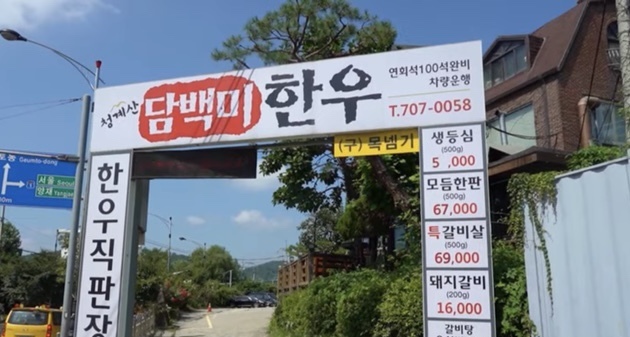 청계산
담백미 한우
연회석100석완비
차량운행
T.707-0058
(구) 목넴기
한우직판장
생등심
(500g)
5 ,000
모듬한판
(500g)
67,000
특갈비살
(500g)
69,000
돼지갈비
(200g)
16,000
갈비탕
Geumto-dong
서울 Seoul
양재